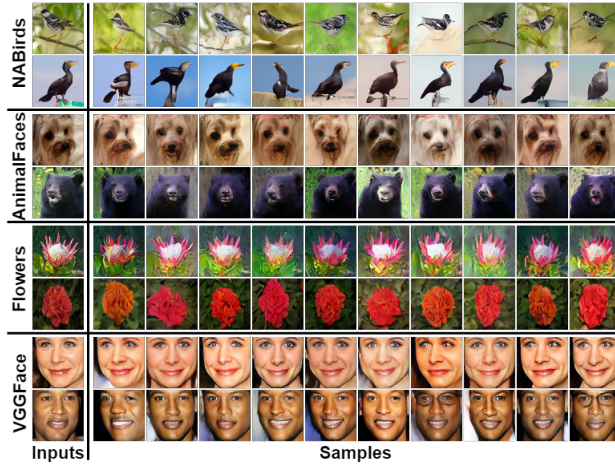 NABirds
AnimalFaces
Flowers
VGGFace
Inputs
Samples